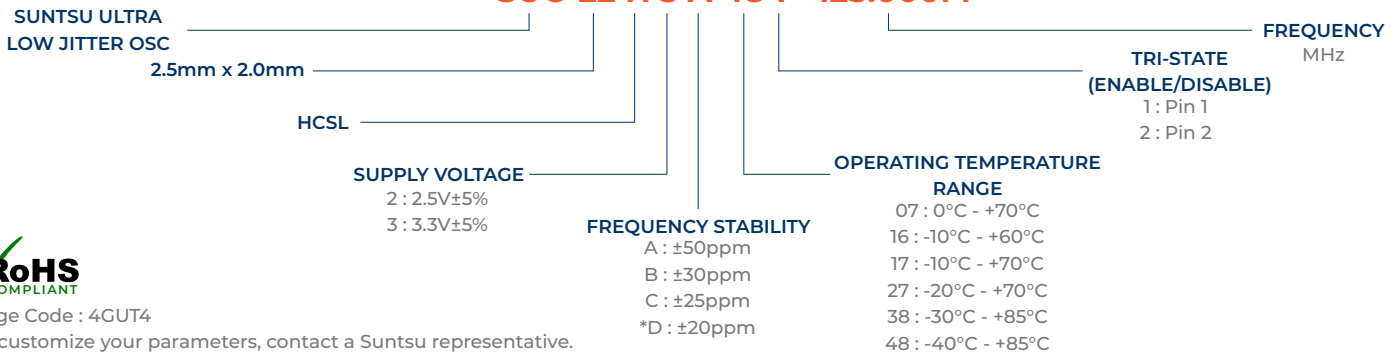 SUNTSU ULTRA
LOW JITTER OSC
2.5mm x 2.0mm
HCSL
SUPPLY VOLTAGE
2 : 2.5V±5%
3 : 3.3V±5%
FREQUENCY STABILITY
A : ±50ppm
B : ±30ppm
C : ±25ppm
*D : ±20ppm
OPERATING TEMPERATURE
RANGE
07 : 0°C - +70°C
16 : -10°C - +60°C
17 : -10°C - +70°C
27 : -20°C - +70°C
38 : -30°C - +85°C
48 : -40°C - +85°C
TRI-STATE
(ENABLE/DISABLE)
1 : Pin 1
2 : Pin 2
FREQUENCY
MHz
RoHS
COMPLIANT
ge Code : 4GUT4
customize your parameters, contact a Suntsu representative.